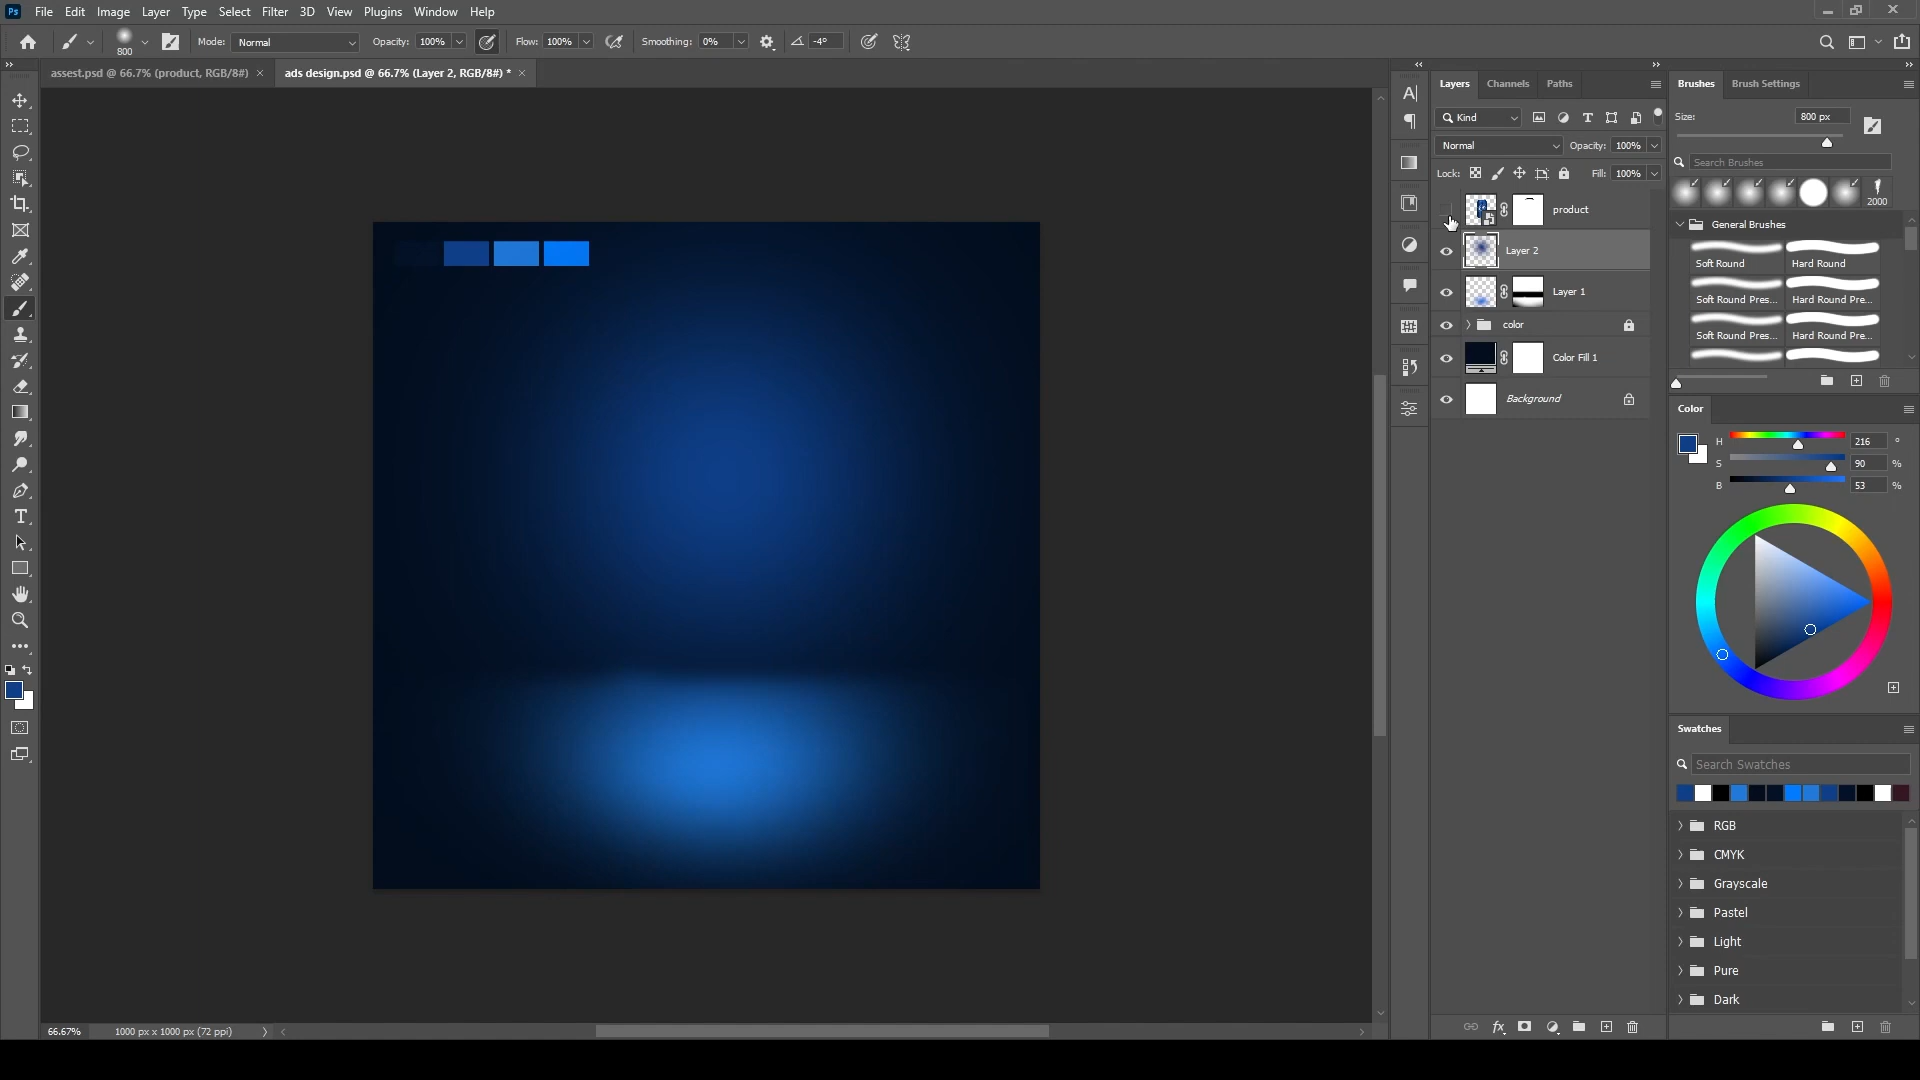 Ps File Edit Image Layer Type Select Filter 3D View Plugins Window Help
800 Mode: Normal Opacity: 100% Flow: 100% Smoothing: 0% -4°
assest.psd @ 66.7% (product, RGB/8#) × ads design.psd @ 66.7% (Layer 2, RGB/8#) * ×
Layers Channels Paths
Kind
Normal Opacity: 100%
Lock: Fill: 100%
product
Layer 2
Layer 1
color
Color Fill 1
Background
Brushes Brush Settings
Size: 800 px
Search Brushes
2000
General Brushes
Soft Round Hard Round
Soft Round Pres... Hard Round Pre...
Soft Round Pres... Hard Round Pre...
Color
H 216 °
S 90 %
B 53 %
Swatches
Search Swatches
RGB
CMYK
Grayscale
Pastel
Light
Pure
Dark
66.67% 1000 px x 1000 px (72 ppi)